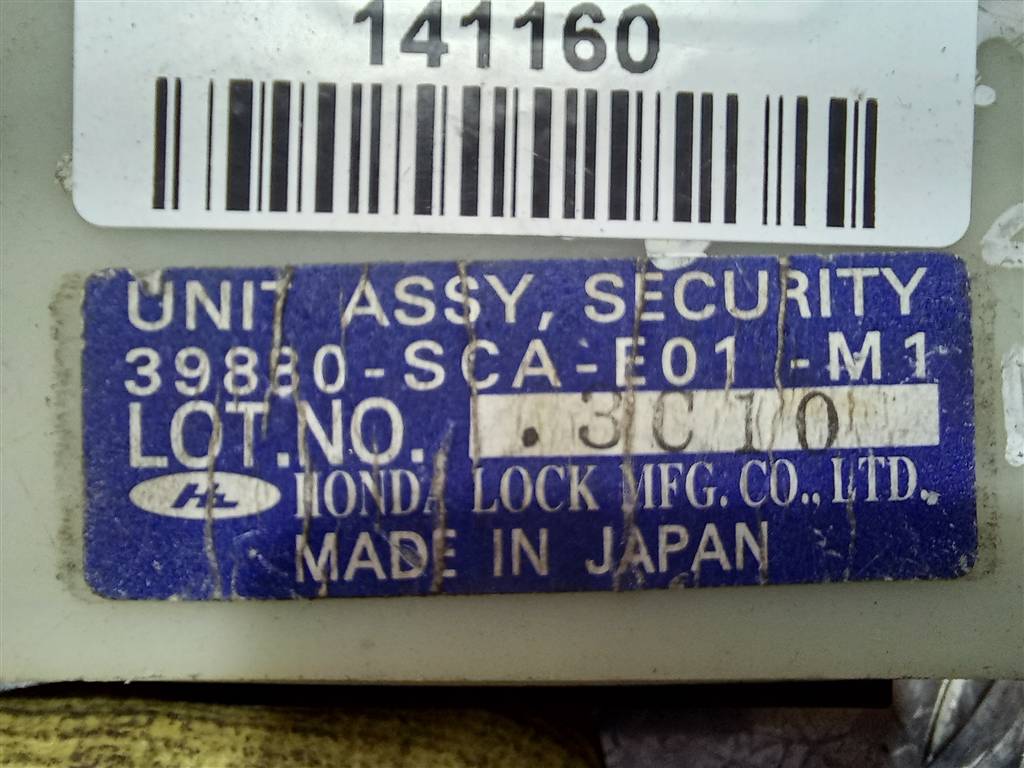 141160
UNIT ASSY, SECURITY
39880-SCA-E01 -M1
LOT.NO. .3C10
HL HONDA LOCK MFG. CO., LTD.
MADE IN JAPAN